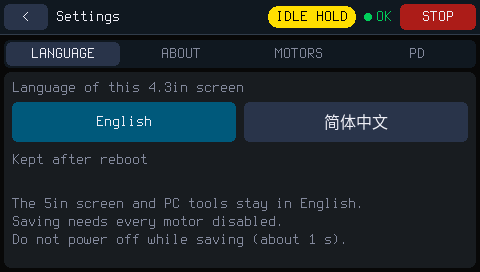 < Settings IDLE HOLD OK STOP
LANGUAGE ABOUT MOTORS PD
Language of this 4.3in screen
English 简体中文
Kept after reboot
The 5in screen and PC tools stay in English.
Saving needs every motor disabled.
Do not power off while saving (about 1 s).